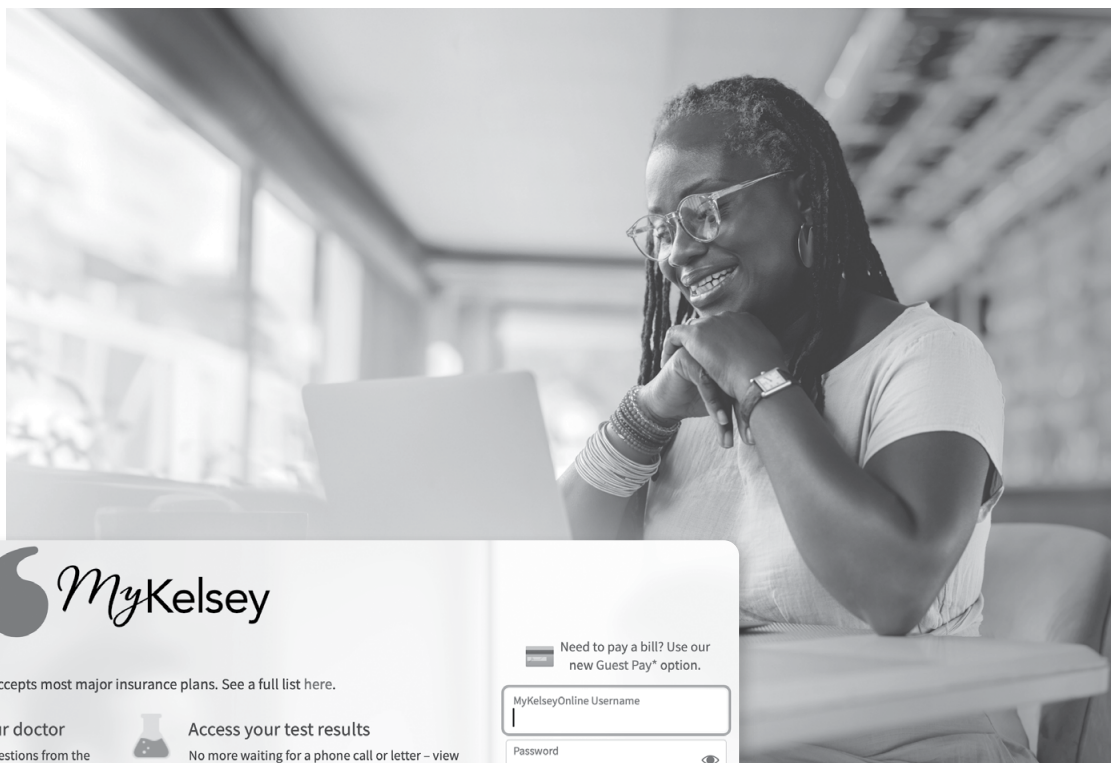 MyKelsey
Need to pay a bill? Use our
new Guest Pay* option.
accepts most major insurance plans. See a full list here.
MyKelseyOnline Username
r doctor
estions from the
Access your test results
No more waiting for a phone call or letter – view
Password